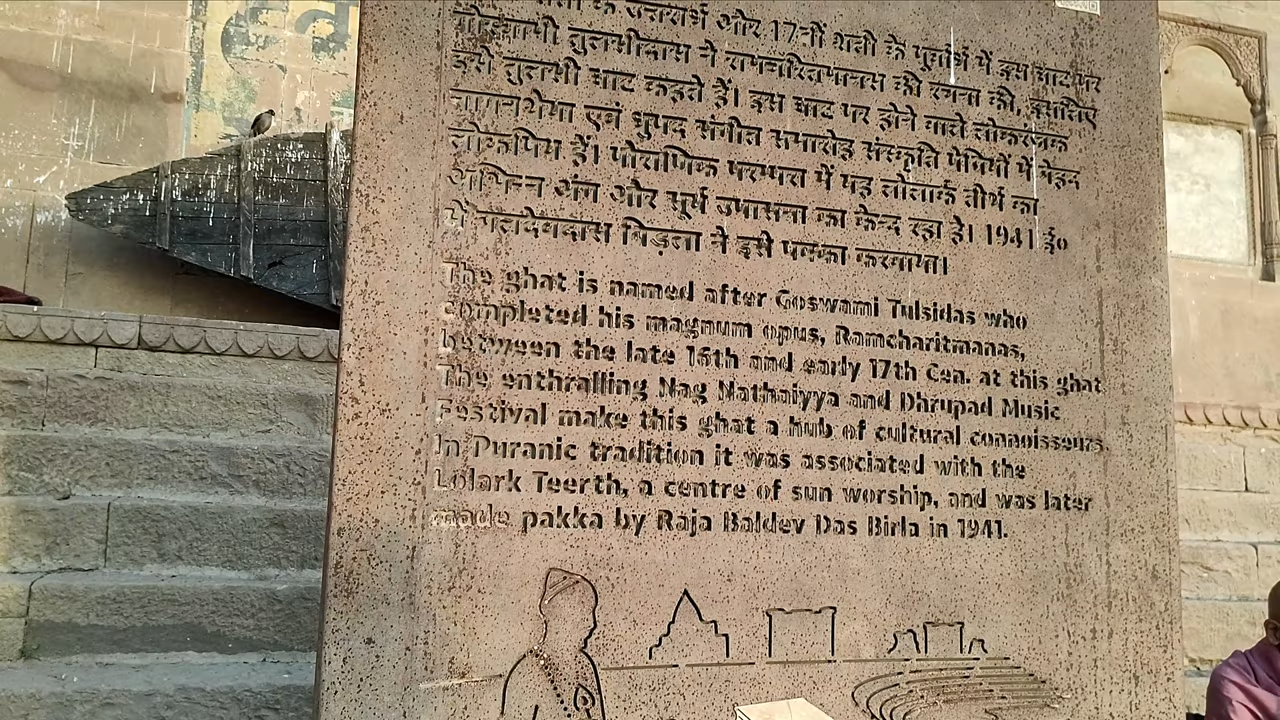 के उत्तरार्ध और 17वीं शती के पूर्वार्ध में इस घाट पर
गोस्वामी तुलसीदास ने रामचरितमानस की रचना की, इसलिए
इसे तुलसी घाट कहते हैं। इस घाट पर होने वाले लोकरंजक
नागनथैया एवं ध्रुपद संगीत समारोह संस्कृति प्रेमियों में बेहद
लोकप्रिय हैं। पौराणिक परम्परा में यह लोलार्क तीर्थ का
अभिन्न अंग और सूर्य उपासना का केन्द्र रहा है। 1941 ई०
में बलदेवदास बिड़ला ने इसे पक्का करवाया।
The ghat is named after Goswami Tulsidas who
completed his magnum opus, Ramcharitmanas,
between the late 16th and early 17th Cen. at this ghat
The enthralling Nag Nathaiyya and Dhrupad Music
Festival make this ghat a hub of cultural connoisseurs.
In Puranic tradition it was associated with the
Lolark Teerth, a centre of sun worship, and was later
made pakka by Raja Baldev Das Birla in 1941.